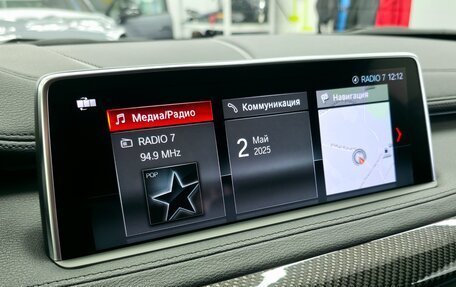 RADIO 7 12:12
Медиа/Радио
RADIO 7
94.9 MHz
POP
Коммуникация
2 Май
2025
Навигация